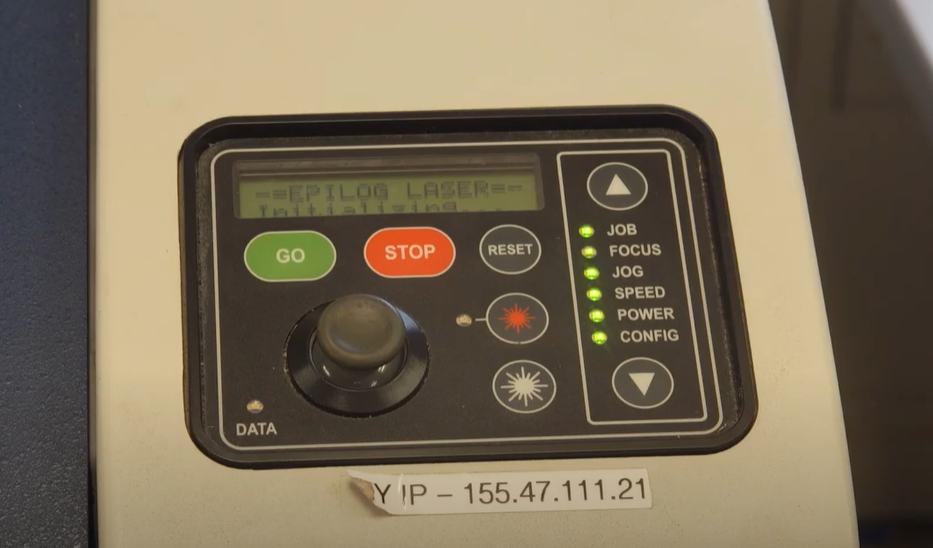 -=EPILOG LASER=-
Initializing...
GO
STOP
RESET
JOB
FOCUS
JOG
SPEED
POWER
CONFIG
DATA
Y IP – 155.47.111.21